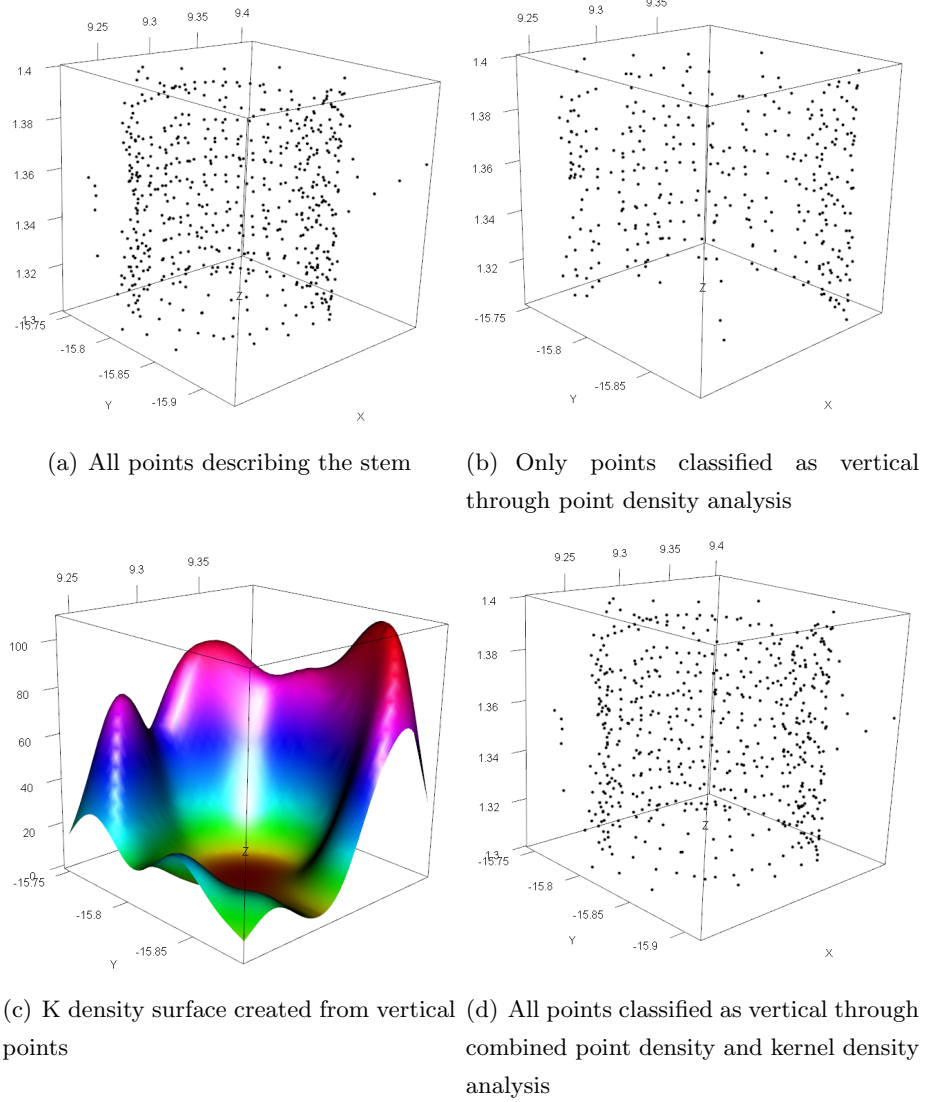 9.25 9.3 9.35 9.4
1.4
1.38
1.36
1.34
1.32
1.3
-15.75
-15.8
-15.85
-15.9
Y
X
Z
(a) All points describing the stem
9.25 9.3 9.35
1.4
1.38
1.36
1.34
1.32
-15.75
-15.8
-15.85
Y
X
Z
(b) Only points classified as vertical
through point density analysis
9.25 9.3 9.35
100
80
60
40
20
0
-15.75
-15.8
-15.85
Y
Z
(c) K density surface created from vertical
points
9.25 9.3 9.35 9.4
1.4
1.38
1.36
1.34
1.32
1.3
-15.75
-15.8
-15.85
-15.9
Y
X
Z
(d) All points classified as vertical through
combined point density and kernel density
analysis